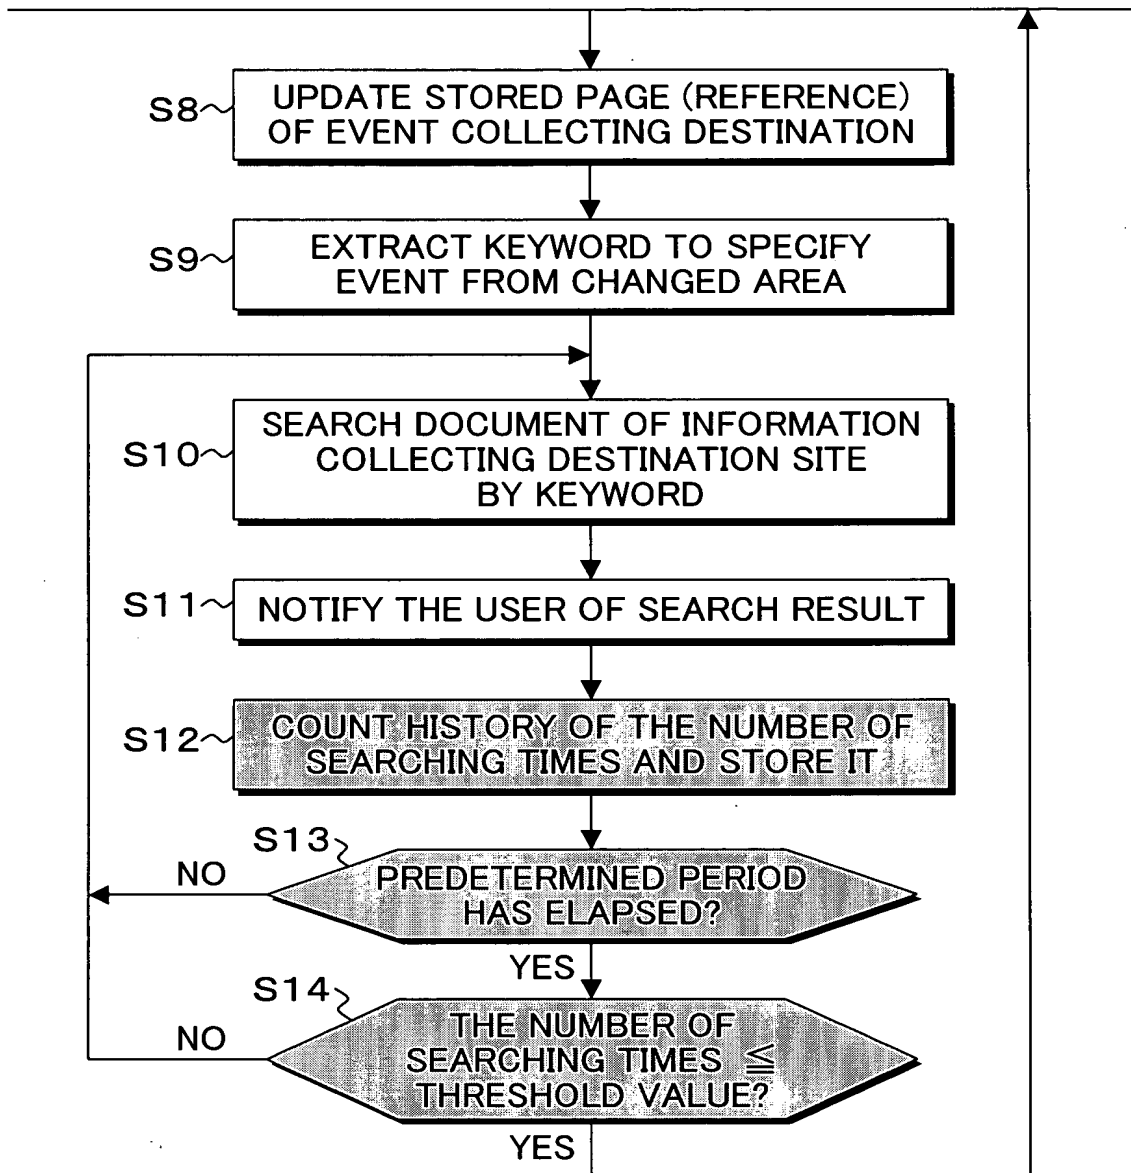 S8
UPDATE STORED PAGE (REFERENCE)
OF EVENT COLLECTING DESTINATION
S9
EXTRACT KEYWORD TO SPECIFY
EVENT FROM CHANGED AREA
S10
SEARCH DOCUMENT OF INFORMATION
COLLECTING DESTINATION SITE
BY KEYWORD
S11
NOTIFY THE USER OF SEARCH RESULT
S12
COUNT HISTORY OF THE NUMBER OF
SEARCHING TIMES AND STORE IT
S13
NO
PREDETERMINED PERIOD
HAS ELAPSED?
YES
S14
NO
THE NUMBER OF
SEARCHING TIMES ≦
THRESHOLD VALUE?
YES